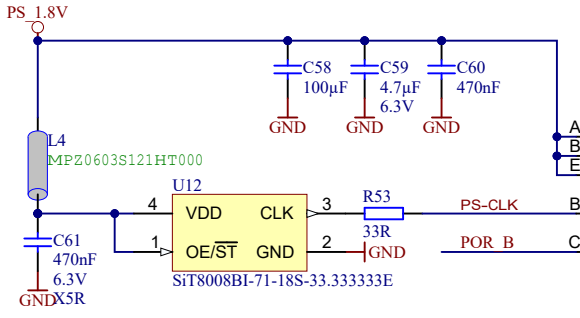 PS_1.8V
C58
100µF
GND
C59
4.7µF
6.3V
GND
C60
470nF
GND
A
B
E
L4
MPZ0603S121HT000
U12
4
VDD
CLK
3
R53
33R
PS-CLK
B
1
OE/ST
GND
2
GND
POR_B
C
SiT8008BI-71-18S-33.333333E
C61
470nF
6.3V
X5R
GND